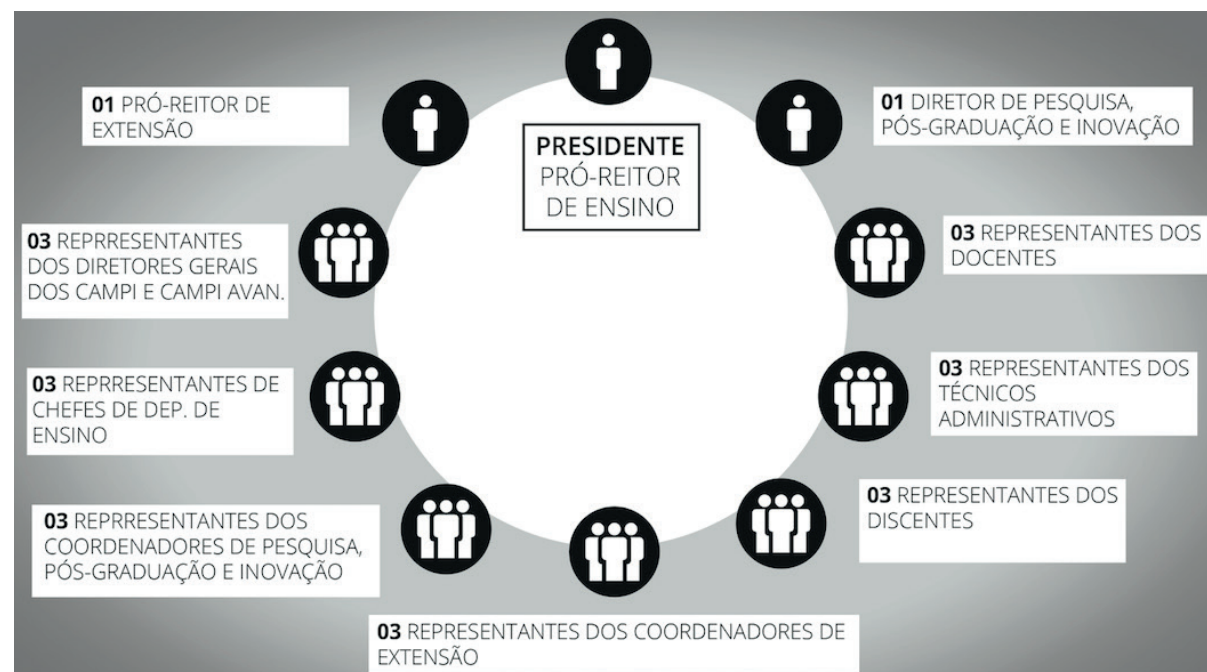 PRESIDENTE
PRÓ-REITOR
DE ENSINO
01 DIRETOR DE PESQUISA,
PÓS-GRADUAÇÃO E INOVAÇÃO
03 REPRESENTANTES DOS
DOCENTES
03 REPRESENTANTES DOS
TÉCNICOS
ADMINISTRATIVOS
03 REPRESENTANTES DOS
DISCENTES
03 REPRESENTANTES DOS COORDENADORES DE
EXTENSÃO
03 REPRRESENTANTES DOS
COORDENADORES DE PESQUISA,
PÓS-GRADUAÇÃO E INOVAÇÃO
03 REPRRESENTANTES DE
CHEFES DE DEP. DE
ENSINO
03 REPRRESENTANTES
DOS DIRETORES GERAIS
DOS CAMPI E CAMPI AVAN.
01 PRÓ-REITOR DE
EXTENSÃO